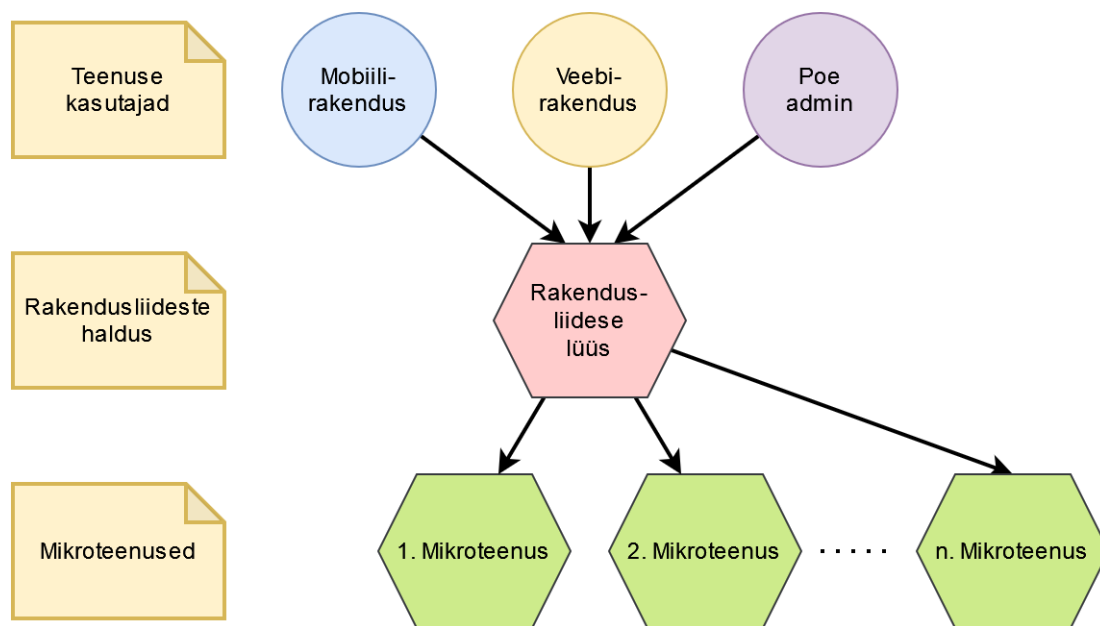 Teenuse
kasutajad
Mobiili-
rakendus
Veebi-
rakendus
Poe
admin
Rakendusliideste
haldus
Rakendus-
liidese
lüüs
Mikroteenused
1. Mikroteenus
2. Mikroteenus
.....
n. Mikroteenus